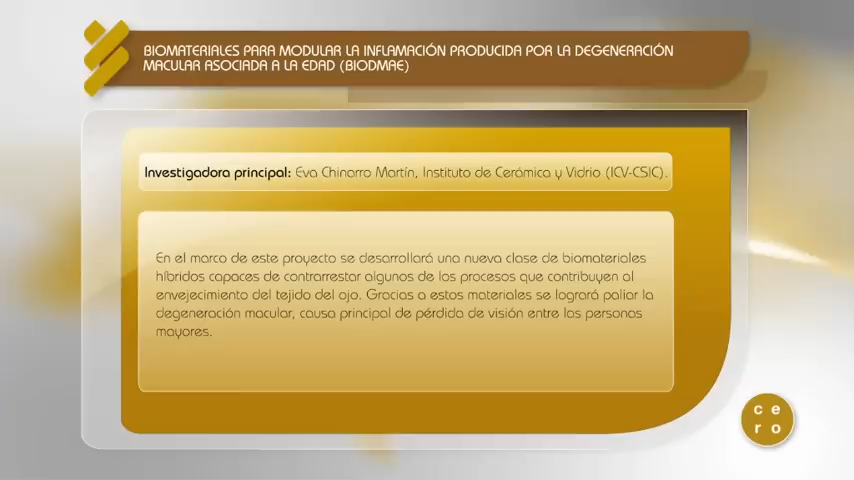 BIOMATERIALES PARA MODULAR LA INFLAMACIÓN PRODUCIDA POR LA DEGENERACIÓN
MACULAR ASOCIADA A LA EDAD (BIODMAE)
Investigadora principal: Eva Chinarro Martín, Instituto de Cerámica y Vidrio (ICV-CSIC).
En el marco de este proyecto se desarrollará una nueva clase de biomateriales
híbridos capaces de contrarrestar algunos de los procesos que contribuyen al
envejecimiento del tejido del ojo. Gracias a estos materiales se logrará paliar la
degeneración macular, causa principal de pérdida de visión entre las personas
mayores.
ce
ro